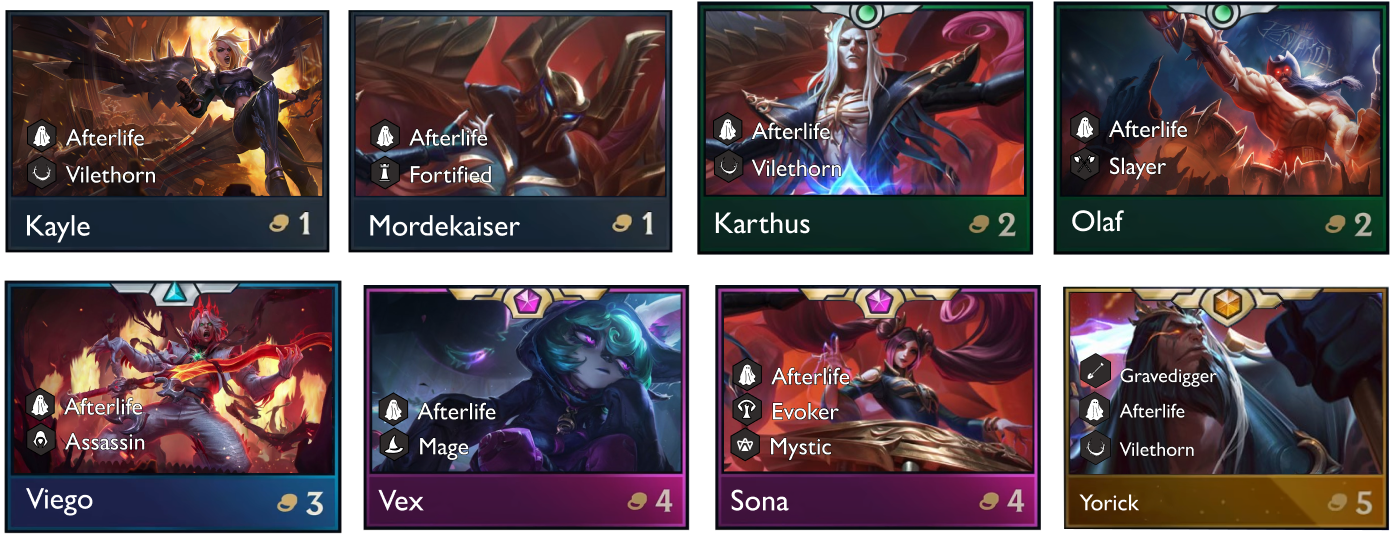 Afterlife
Vilethorn
Kayle 1
Afterlife
Fortified
Mordekaiser 1
Afterlife
Vilethorn
Karthus 2
Afterlife
Slayer
Olaf 2
Afterlife
Assassin
Viego 3
Afterlife
Mage
Vex 4
Afterlife
Evoker
Mystic
Sona 4
Gravedigger
Afterlife
Vilethorn
Yorick 5